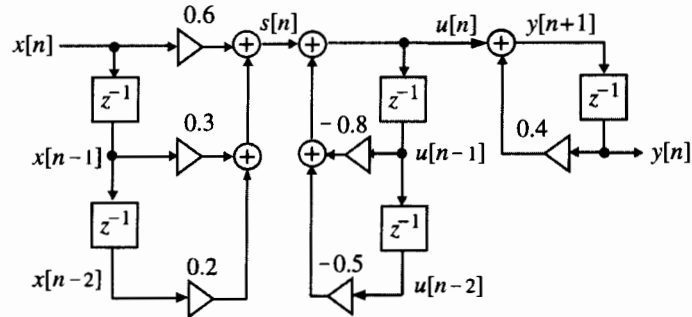 0.6
x[n] s[n] u[n] y[n+1]
z⁻¹ z⁻¹ z⁻¹
0.3 −0.8 0.4
x[n−1] u[n−1] y[n]
z⁻¹ z⁻¹
0.2 −0.5
x[n−2] u[n−2]